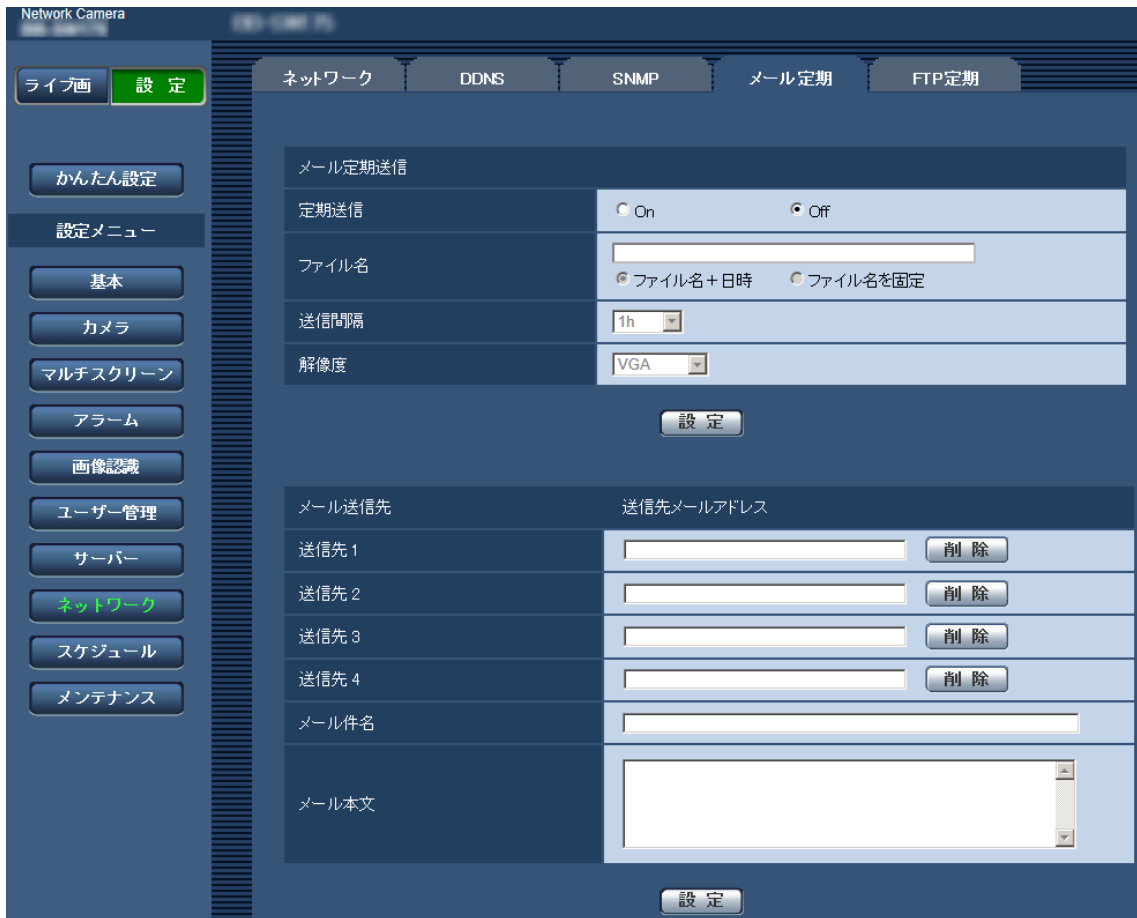 Network Camera
ライブ画 設定
ネットワーク DDNS SNMP メール定期 FTP定期
かんたん設定
設定メニュー
基本
カメラ
マルチスクリーン
アラーム
画像認識
ユーザー管理
サーバー
ネットワーク
スケジュール
メンテナンス
メール定期送信
定期送信 On Off
ファイル名
ファイル名+日時 ファイル名を固定
送信間隔 1h
解像度 VGA
設定
メール送信先 送信先メールアドレス
送信先1 削除
送信先2 削除
送信先3 削除
送信先4 削除
メール件名
メール本文
設定